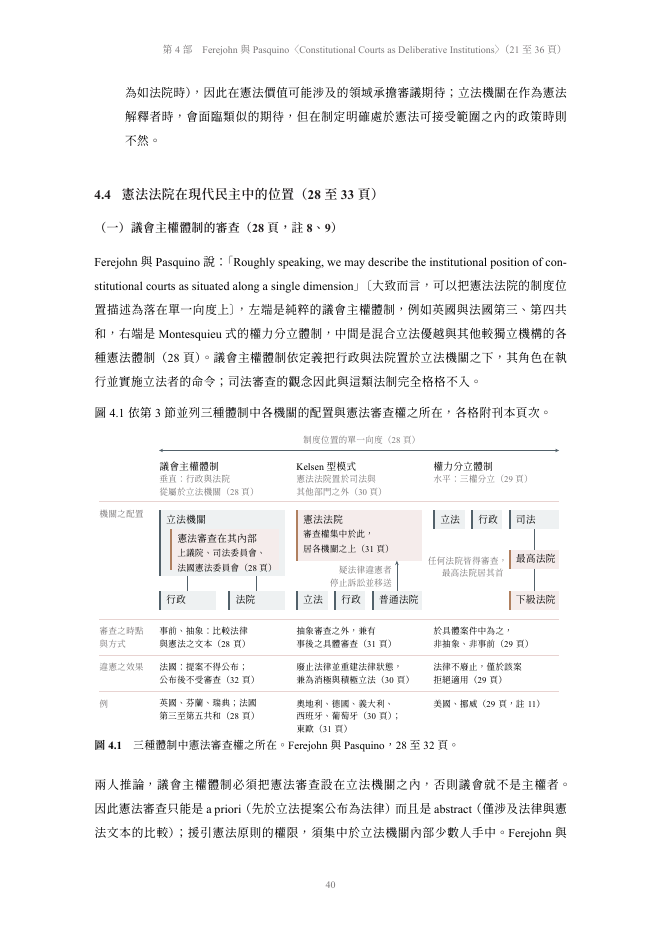 第 4 部　Ferejohn 與 Pasquino〈Constitutional Courts as Deliberative Institutions〉（21 至 36 頁）
為如法院時），因此在憲法價值可能涉及的領域承擔審議期待；立法機關在作為憲法
解釋者時，會面臨類似的期待，但在制定明確處於憲法可接受範圍之內的政策時則
不然。
4.4　憲法法院在現代民主中的位置（28 至 33 頁）
（一）議會主權體制的審查（28 頁，註 8、9）
Ferejohn 與 Pasquino 說：「Roughly speaking, we may describe the institutional position of con-
stitutional courts as situated along a single dimension」〔大致而言，可以把憲法法院的制度位
置描述為落在單一向度上〕，左端是純粹的議會主權體制，例如英國與法國第三、第四共
和，右端是 Montesquieu 式的權力分立體制，中間是混合立法優越與其他較獨立機構的各
種憲法體制（28 頁）。議會主權體制依定義把行政與法院置於立法機關之下，其角色在執
行並實施立法者的命令；司法審查的觀念因此與這類法制完全格格不入。
圖 4.1 依第 3 節並列三種體制中各機關的配置與憲法審查權之所在，各格附刊本頁次。
制度位置的單一向度（28 頁）
議會主權體制
垂直：行政與法院
從屬於立法機關（28 頁）
Kelsen 型模式
憲法法院置於司法與
其他部門之外（30 頁）
權力分立體制
水平：三權分立（29 頁）
機關之配置
立法機關
憲法審查在其內部
上議院、司法委員會、
法國憲法委員會（28 頁）
行政
法院
憲法法院
審查權集中於此，
居各機關之上（31 頁）
疑法律違憲者
停止訴訟並移送
立法
行政
普通法院
立法
行政
司法
任何法院皆得審查，
最高法院居其首
最高法院
下級法院
審查之時點
與方式
事前、抽象：比較法律
與憲法之文本（28 頁）
抽象審查之外，兼有
事後之具體審查（31 頁）
於具體案件中為之，
非抽象、非事前（29 頁）
違憲之效果
法國：提案不得公布；
公布後不受審查（32 頁）
廢止法律並重建法律狀態，
兼為消極與積極立法（30 頁）
法律不廢止，僅於該案
拒絕適用（29 頁）
例
英國、芬蘭、瑞典；法國
第三至第五共和（28 頁）
奧地利、德國、義大利、
西班牙、葡萄牙（30 頁）；
東歐（31 頁）
美國、挪威（29 頁，註 11）
圖 4.1　三種體制中憲法審查權之所在。Ferejohn 與 Pasquino，28 至 32 頁。
兩人推論，議會主權體制必須把憲法審查設在立法機關之內，否則議會就不是主權者。
因此憲法審查只能是 a priori（先於立法提案公布為法律）而且是 abstract（僅涉及法律與憲
法文本的比較）；援引憲法原則的權限，須集中於立法機關內部少數人手中。Ferejohn 與
40